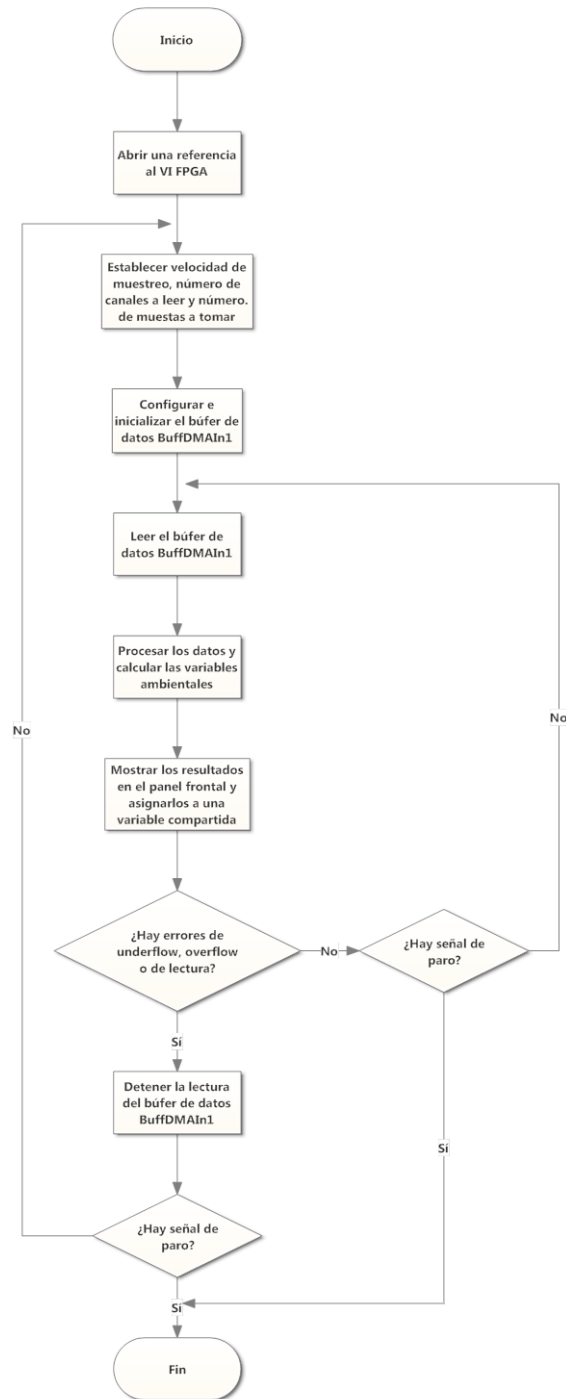 Inicio
Abrir una referencia
al VI FPGA
Establecer velocidad de
muestreo, número de
canales a leer y número.
de muestas a tomar
Configurar e
inicializar el búfer de
datos BuffDMAIn1
Leer el búfer de
datos BuffDMAIn1
Procesar los datos y
calcular las variables
ambientales
No
No
Mostrar los resultados
en el panel frontal y
asignarlos a una
variable compartida
¿Hay errores de
underflow, overflow
o de lectura?
No
¿Hay señal de
paro?
Sí
Detener la lectura
del búfer de datos
BuffDMAIn1
Sí
¿Hay señal de
paro?
Sí
Fin